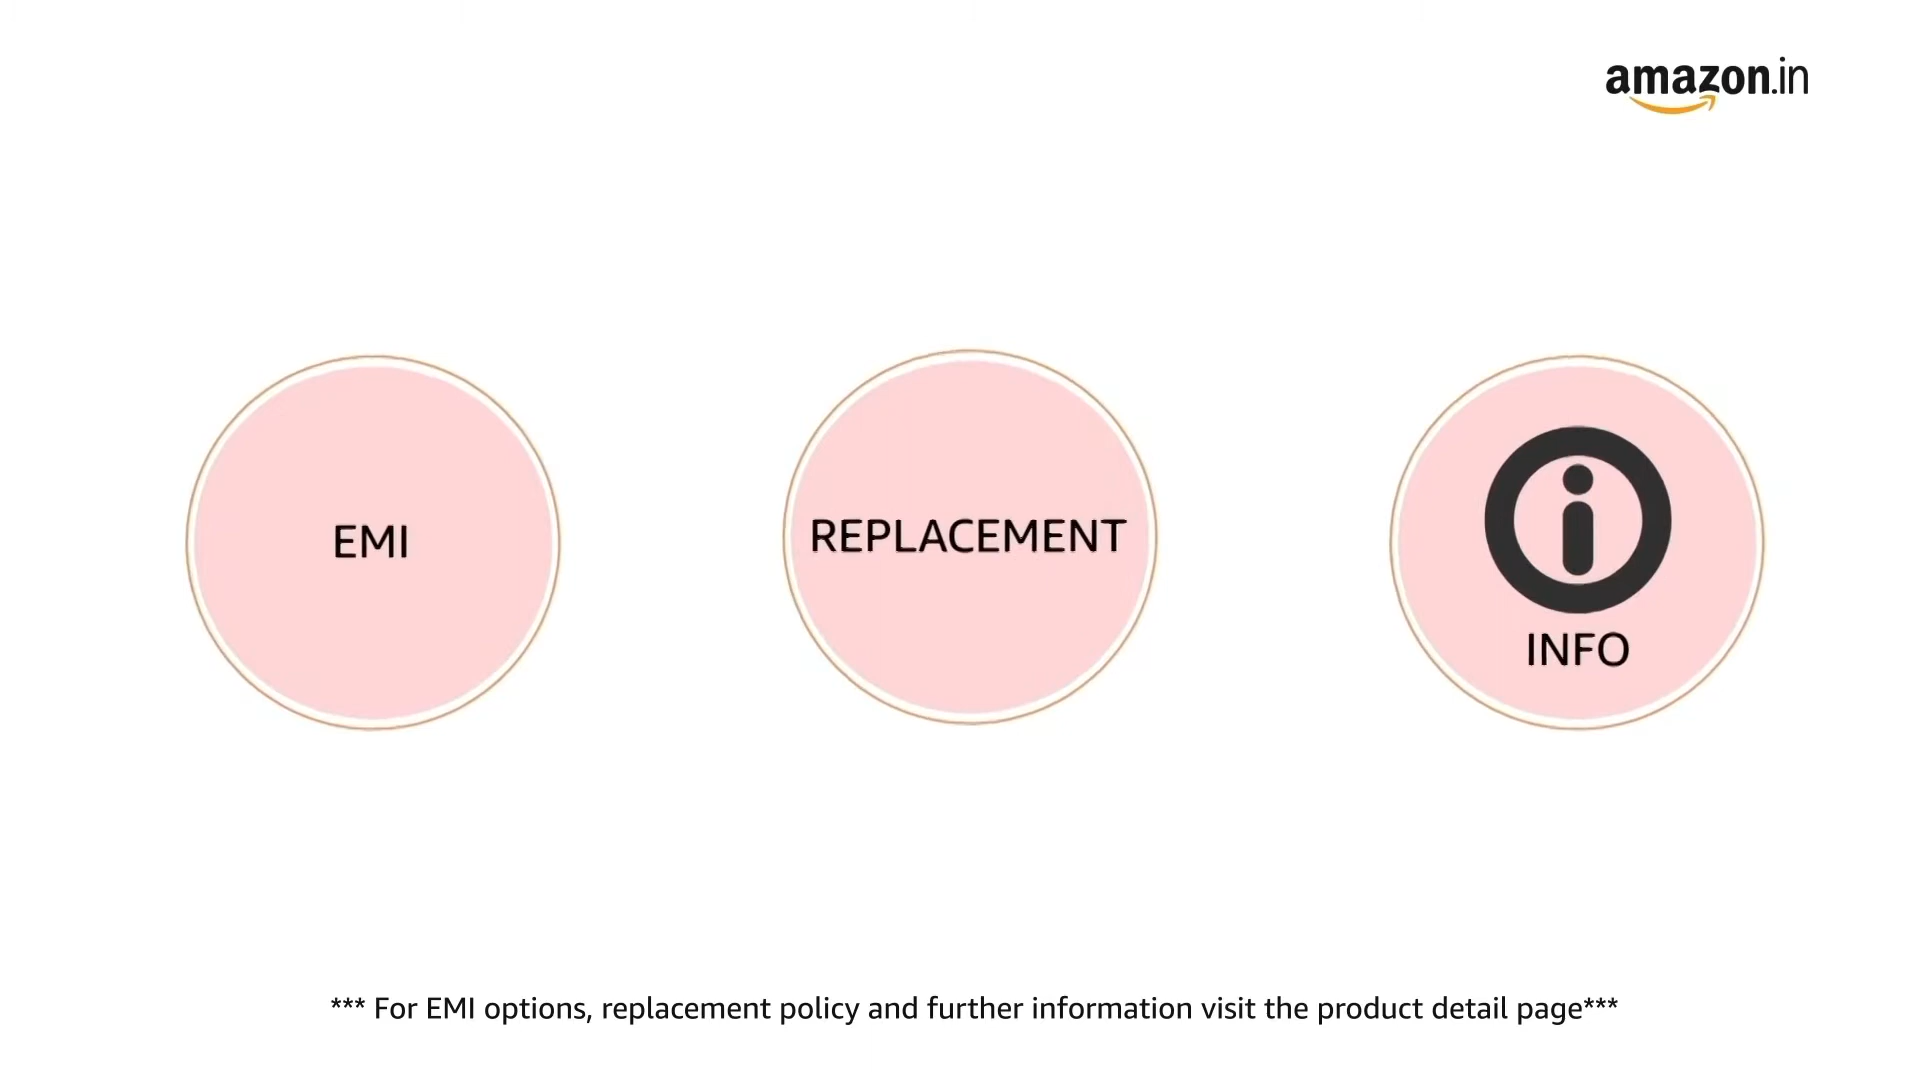 amazon.in
EMI
REPLACEMENT
INFO
*** For EMI options, replacement policy and further information visit the product detail page***